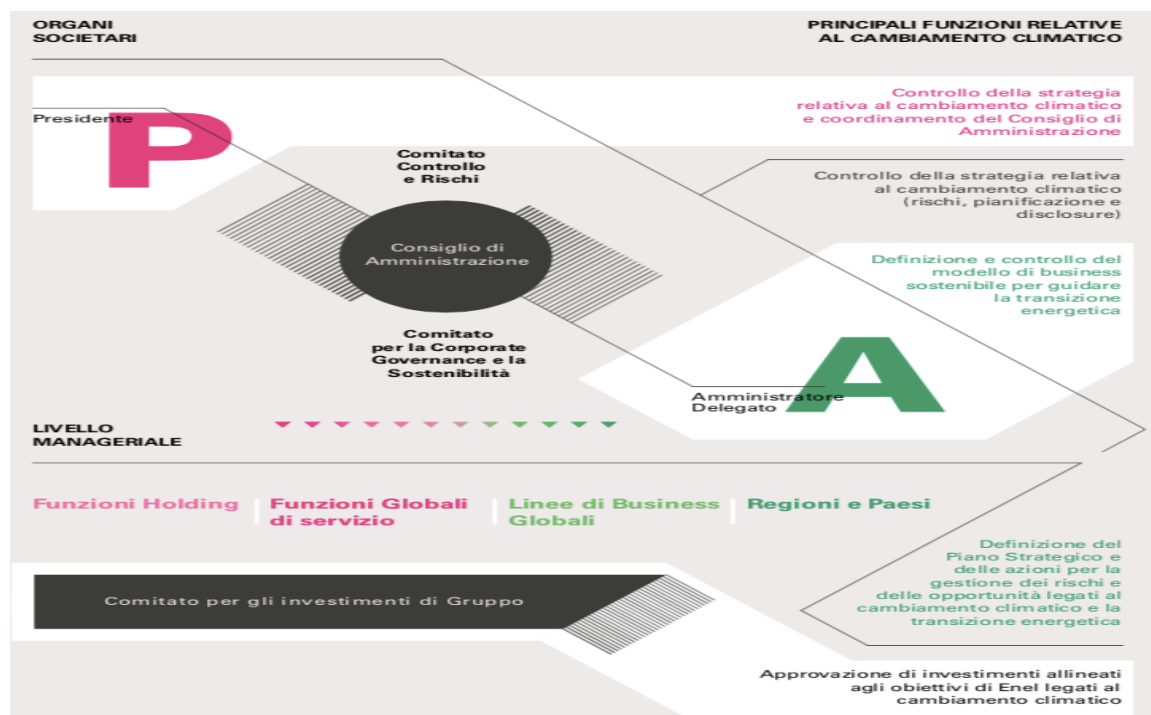 ORGANI
SOCIETARI
PRINCIPALI FUNZIONI RELATIVE
AL CAMBIAMENTO CLIMATICO
Presidente
P
Controllo della strategia
relativa al cambiamento climatico
e coordinamento del Consiglio di
Amministrazione
Comitato
Controllo
e Rischi
Controllo della strategia relativa
al cambiamento climatico
(rischi, pianificazione e
disclosure)
Consiglio di
Amministrazione
Definizione e controllo del
modello di business
sostenibile per guidare
la transizione
energetica
Comitato
per la Corporate
Governance e la
Sostenibilità
A
Amministratore
Delegato
LIVELLO
MANAGERIALE
Funzioni Holding
Funzioni Globali
di servizio
Linee di Business
Globali
Regioni e Paesi
Definizione del
Piano Strategico e
delle azioni per la
gestione dei rischi e
delle opportunità legati al
cambiamento climatico e la
transizione energetica
Comitato per gli investimenti di Gruppo
Approvazione di investimenti allineati
agli obiettivi di Enel legati al
cambiamento climatico